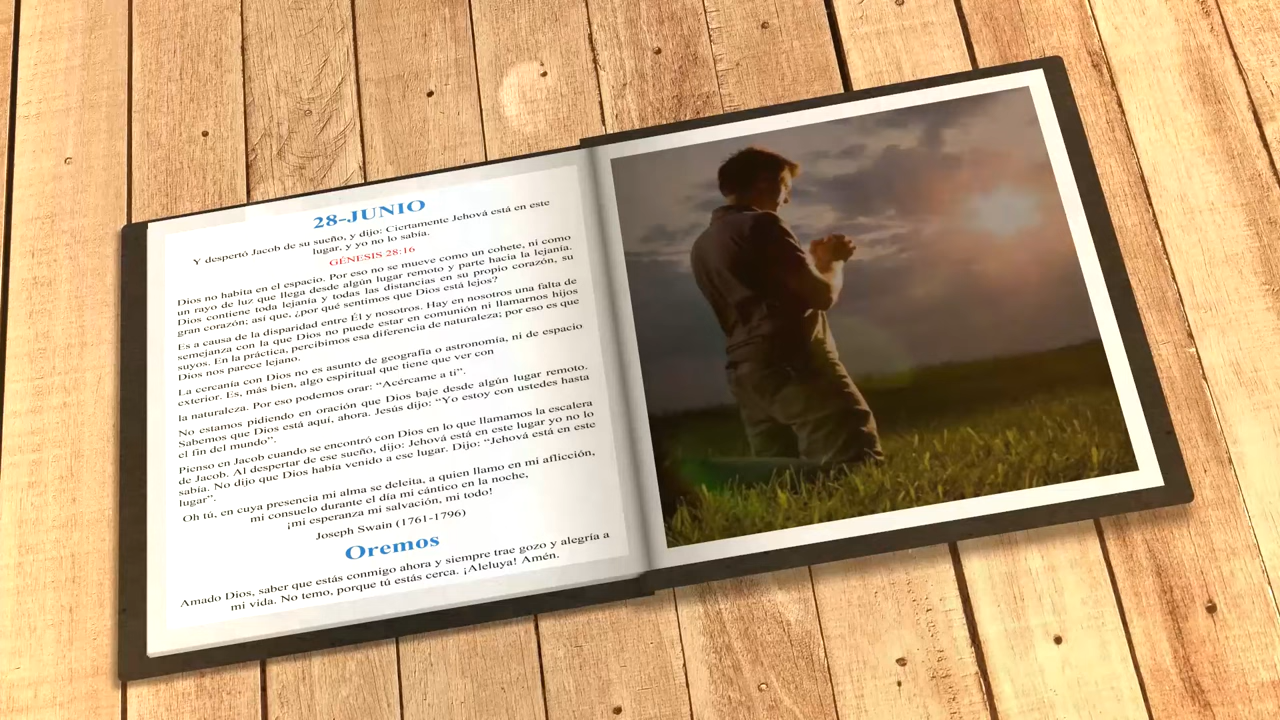 28-JUNIO
Y despertó Jacob de su sueño, y dijo: Ciertamente Jehová está en este
lugar, y yo no lo sabía.
GÉNESIS 28:16
Dios no habita en el espacio. Por eso no se mueve como un cohete, ni como
un rayo de luz que llega desde algún lugar remoto y parte hacia la lejanía.
Dios contiene toda lejanía y todas las distancias en su propio corazón, su
gran corazón; así que, ¿por qué sentimos que Dios está lejos?
Es a causa de la disparidad entre Él y nosotros. Hay en nosotros una falta de
semejanza con la que Dios no puede estar en comunión ni llamarnos hijos
suyos. En la práctica, percibimos esa diferencia de naturaleza; por eso es que
Dios nos parece lejano.
La cercanía con Dios no es asunto de geografía o astronomía, ni de espacio
exterior. Es, más bien, algo espiritual que tiene que ver con
la naturaleza. Por eso podemos orar: “Acércame a ti”.
No estamos pidiendo en oración que Dios baje desde algún lugar remoto.
Sabemos que Dios está aquí, ahora. Jesús dijo: “Yo estoy con ustedes hasta
el fin del mundo”.
Pienso en Jacob cuando se encontró con Dios en lo que llamamos la escalera
de Jacob. Al despertar de ese sueño, dijo: Jehová está en este lugar yo no lo
sabía. No dijo que Dios había venido a ese lugar. Dijo: “Jehová está en este
lugar”.
Oh tú, en cuya presencia mi alma se deleita, a quien llamo en mi aflicción,
mi consuelo durante el día mi cántico en la noche,
¡mi esperanza mi salvación, mi todo!
Joseph Swain (1761-1796)
Oremos
Amado Dios, saber que estás conmigo ahora y siempre trae gozo y alegría a
mi vida. No temo, porque tú estás cerca. ¡Aleluya! Amén.